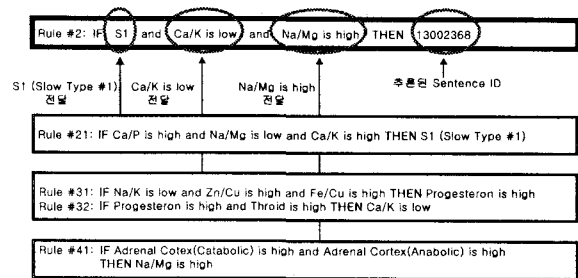 Rule #2: IF S1 and Ca/K is low and Na/Mg is high THEN 13002368
S1 (Slow Type #1) 전달
Ca/K is low 전달
Na/Mg is high 전달
추론된 Sentence ID
Rule #21: IF Ca/P is high and Na/Mg is low and Ca/K is high THEN S1 (Slow Type #1)
Rule #31: IF Na/K is low and Zn/Cu is high and Fe/Cu is high THEN Progesteron is high
Rule #32: IF Progesteron is high and Throid is high THEN Ca/K is low
Rule #41: IF Adrenal Cotex(Catabolic) is high and Adrenal Cortex(Anabolic) is high
THEN Na/Mg is high